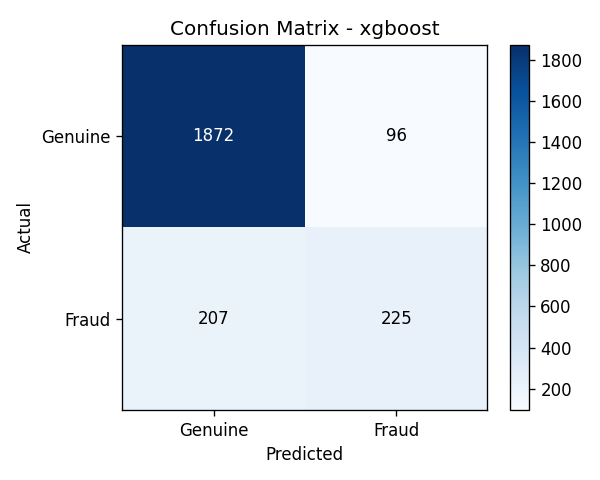 Confusion Matrix - xgboost
Actual
Genuine
Fraud
1872
96
207
225
Genuine
Fraud
Predicted
1800
1600
1400
1200
1000
800
600
400
200